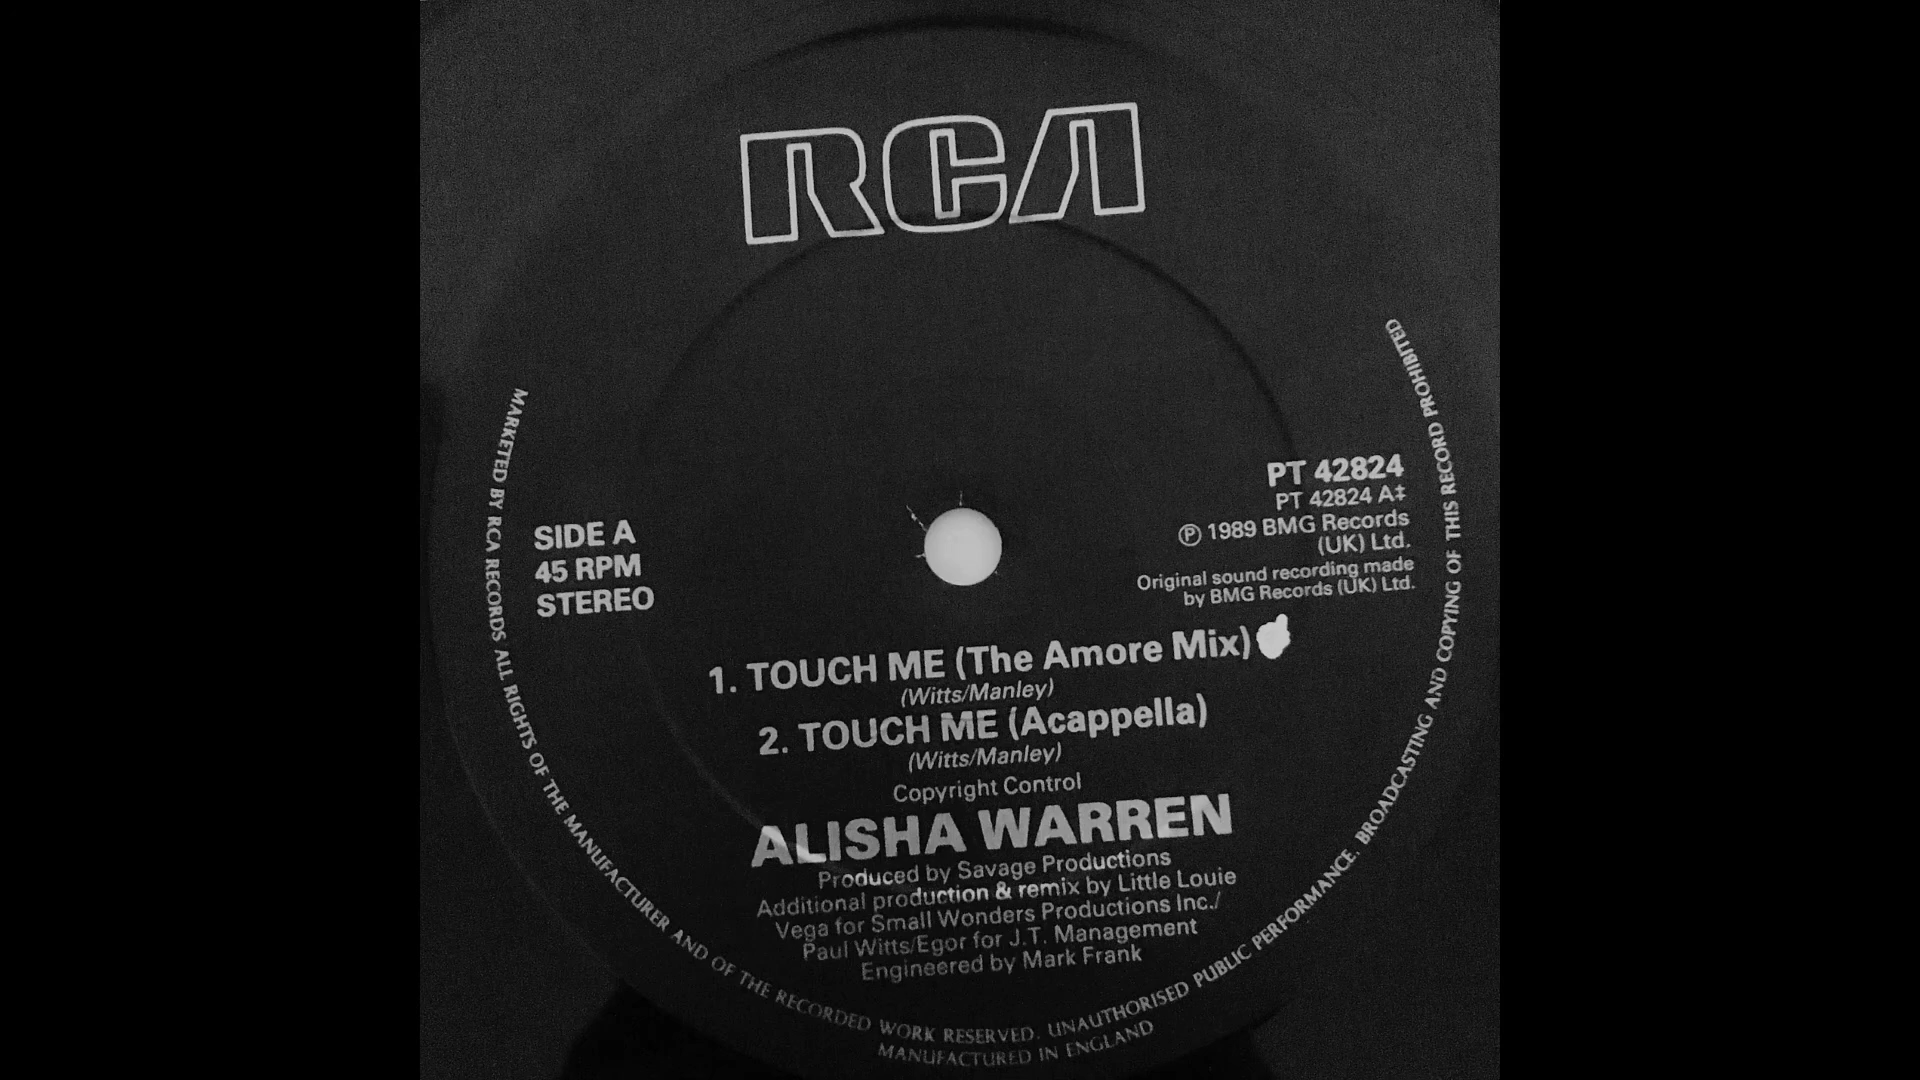 RCA
SIDE A
45 RPM
STEREO
PT 42824
PT 42824 A‡
℗ 1989 BMG Records
(UK) Ltd.
Original sound recording made
by BMG Records (UK) Ltd.
1. TOUCH ME (The Amore Mix)
(Witts/Manley)
2. TOUCH ME (Acappella)
(Witts/Manley)
Copyright Control
ALISHA WARREN
Produced by Savage Productions
Additional production & remix by Little Louie
Vega for Small Wonders Productions Inc./
Paul Witts/Egor for J.T. Management
Engineered by Mark Frank
MARKETED BY RCA RECORDS ALL RIGHTS OF THE MANUFACTURER AND OF THE RECORDED WORK RESERVED. UNAUTHORISED PUBLIC PERFORMANCE, BROADCASTING AND COPYING OF THIS RECORD PROHIBITED
MANUFACTURED IN ENGLAND